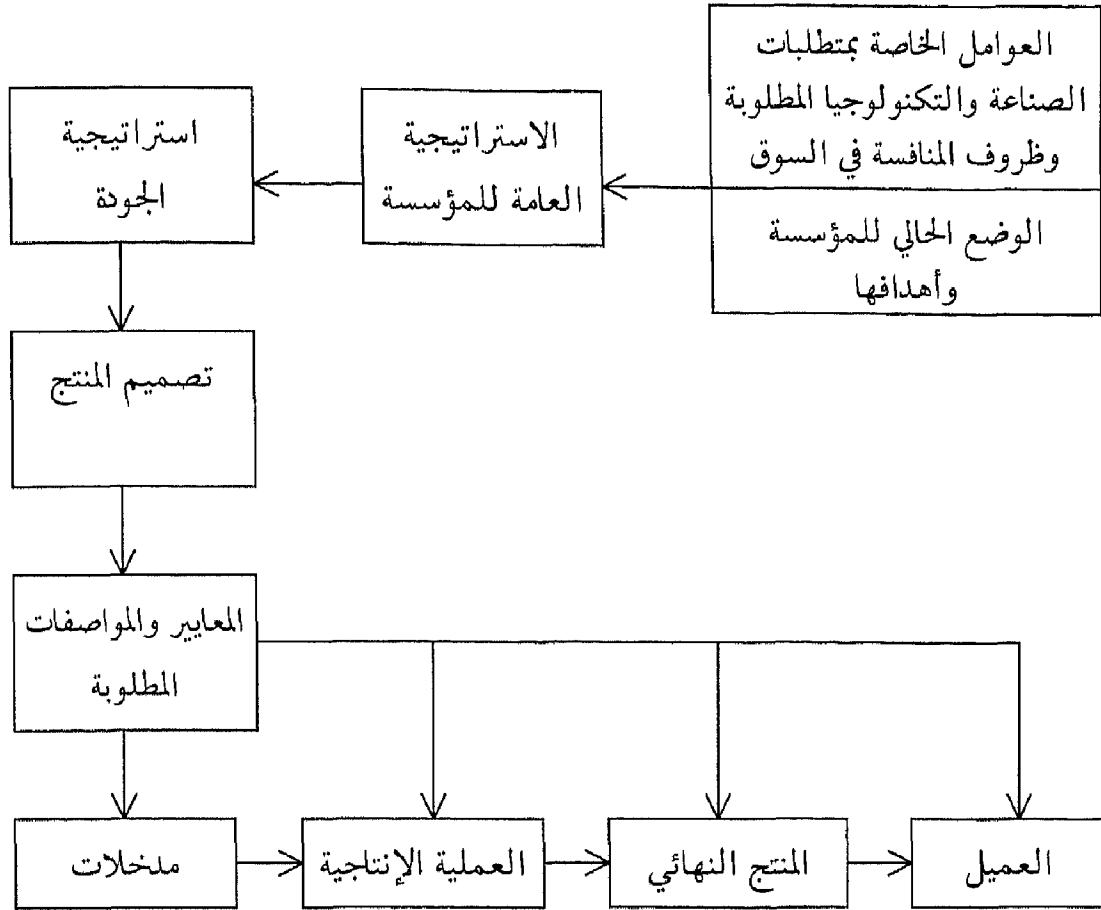 العوامل الخاصة بمتطلبات
الصناعة والتكنولوجيا المطلوبة
وظروف المنافسة في السوق
الوضع الحالي للمؤسسة
وأهدافها
الاستراتيجية
العامة للمؤسسة
استراتيجية
الجودة
تصميم المنتج
المعايير والمواصفات
المطلوبة
مدخلات
العملية الإنتاجية
المنتج النهائي
العميل